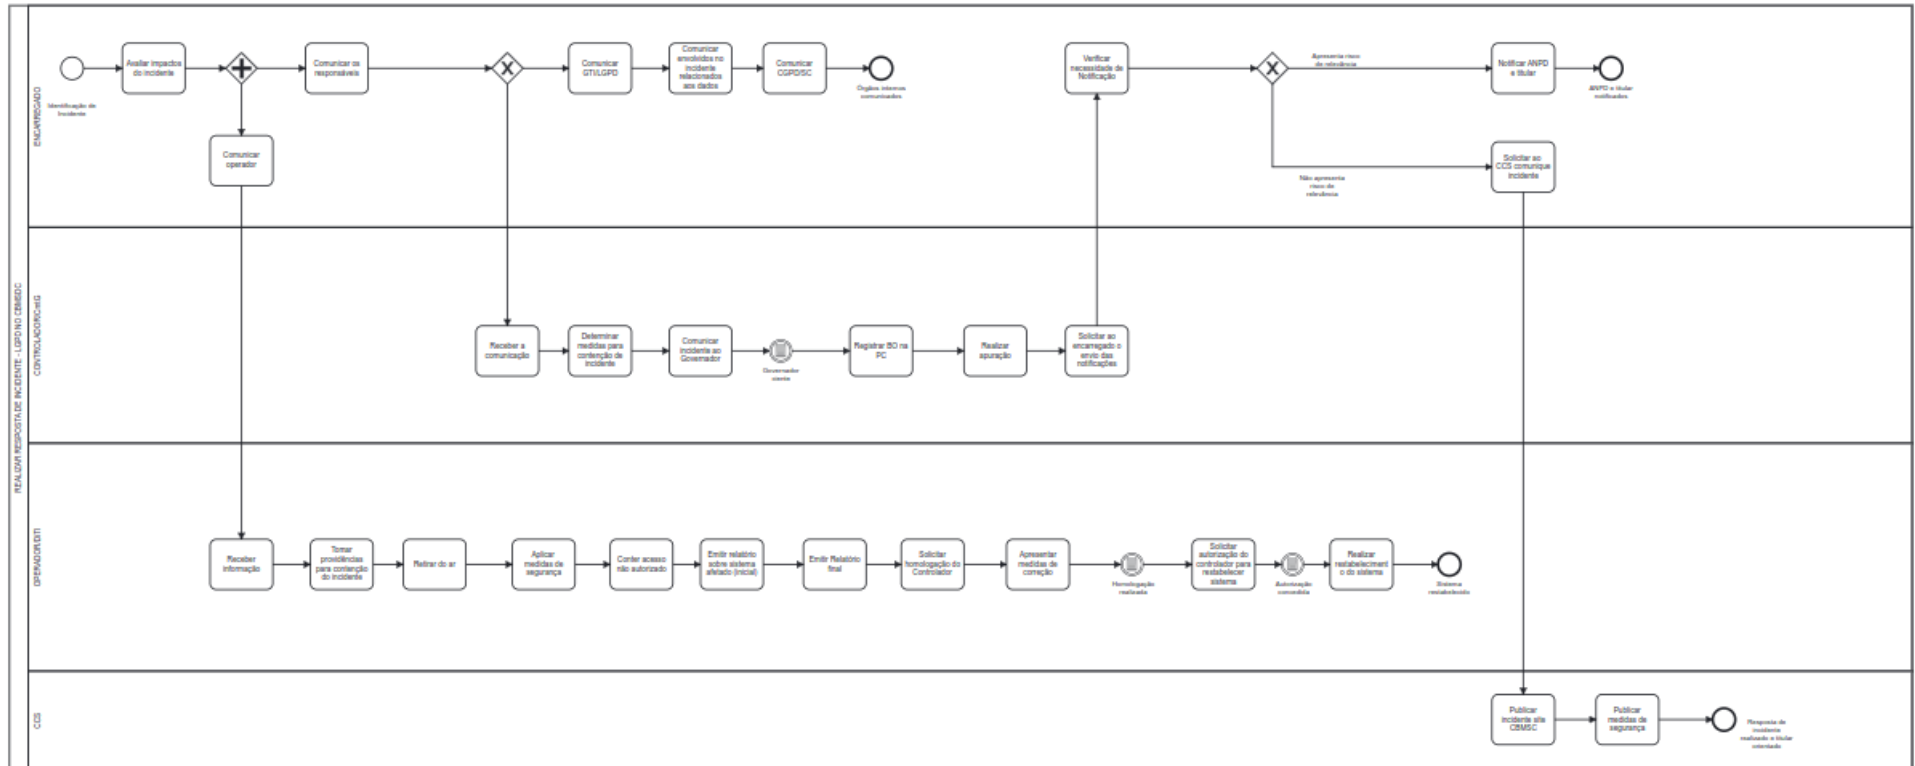 REALIZAR RESPOSTA DE INCIDENTE - LGPD NO CBMSC
ENCARREGADO
Identificação de
Incidente
Avaliar impactos
do incidente
Comunicar os
responsáveis
Comunicar
operador
Comunicar
GTI/LGPD
Comunicar
envolvidos no
incidente
relacionados
aos dados
Comunicar
CGPD/SC
Órgãos internos
comunicados
Verificar
necessidade de
Notificação
Apresenta risco
de relevância
Não apresenta
risco de
relevância
Notificar ANPD
e titular
ANPD e titular
notificados
Solicitar ao
CCS comunique
incidente
Receber a
comunicação
Determinar
medidas para
contenção de
incidente
Comunicar
incidente ao
Governador
Governador
ciente
Registrar BO na
PC
Realizar
apuração
Solicitar ao
encarregado o
envio das
notificações
OPERADOR/DITI
Receber
informação
Tomar
providências
para contenção
do incidente
Retirar do ar
Aplicar
medidas de
segurança
Conter acesso
não autorizado
Emitir relatório
sobre sistema
afetado (inicial)
Emitir Relatório
final
Solicitar
homologação do
Controlador
Apresentar
medidas de
correção
Homologação
realizada
Solicitar
autorização do
controlador para
restabelecer
sistema
Autorização
concedida
Realizar
restabeleciment
o do sistema
Sistema
restabelecido
CCS
Publicar
incidente site
CBMSC
Publicar
medidas de
segurança
Resposta de
incidente
realizado e titular
orientado